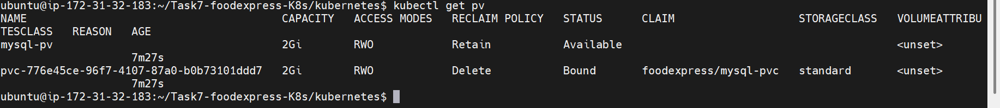 ubuntu@ip-172-31-32-183:~/Task7-foodexpress-K8s/kubernetes$ kubectl get pv
NAME                                       CAPACITY   ACCESS MODES   RECLAIM POLICY   STATUS      CLAIM                   STORAGECLASS   VOLUMEATTRIBU
TESCLASS   REASON   AGE
mysql-pv                                   2Gi        RWO            Retain           Available                                          <unset>
                    7m27s
pvc-776e45ce-96f7-4107-87a0-b0b73101ddd7   2Gi        RWO            Delete           Bound       foodexpress/mysql-pvc   standard       <unset>
                    7m27s
ubuntu@ip-172-31-32-183:~/Task7-foodexpress-K8s/kubernetes$